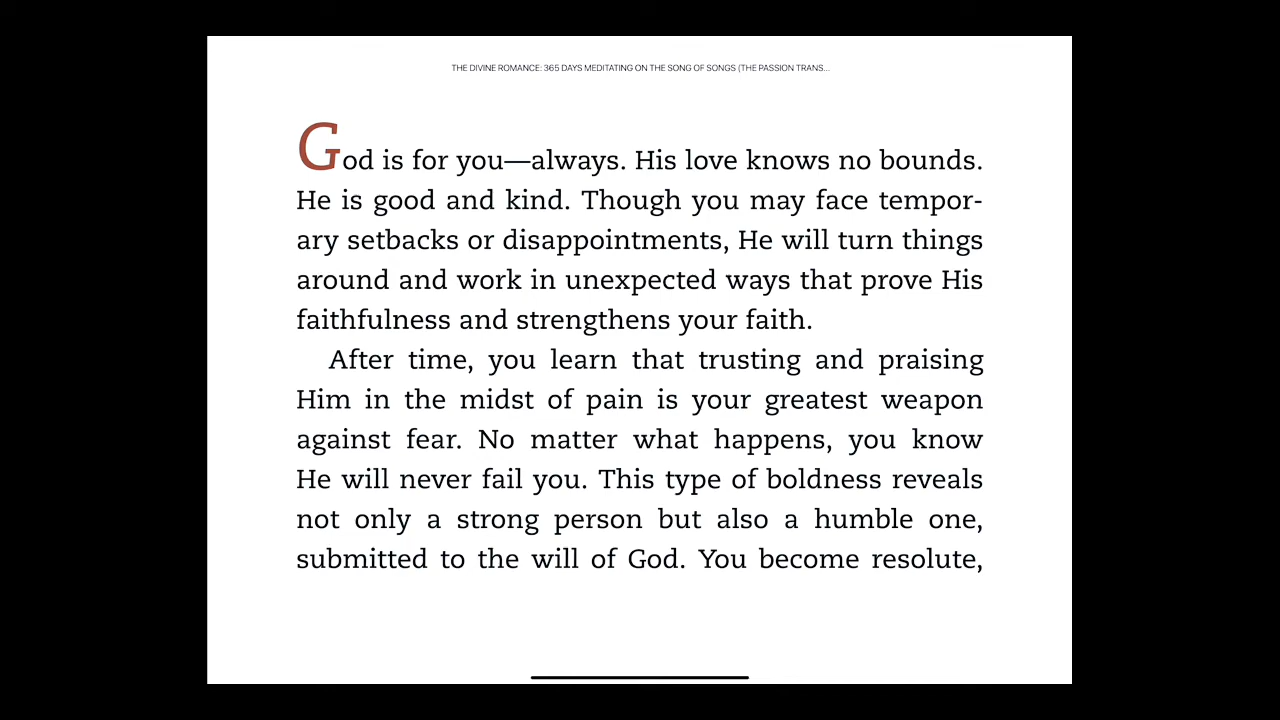 THE DIVINE ROMANCE: 365 DAYS MEDITATING ON THE SONG OF SONGS (THE PASSION TRANS...
God is for you—always. His love knows no bounds.
He is good and kind. Though you may face tempor-
ary setbacks or disappointments, He will turn things
around and work in unexpected ways that prove His
faithfulness and strengthens your faith.
After time, you learn that trusting and praising
Him in the midst of pain is your greatest weapon
against fear. No matter what happens, you know
He will never fail you. This type of boldness reveals
not only a strong person but also a humble one,
submitted to the will of God. You become resolute,